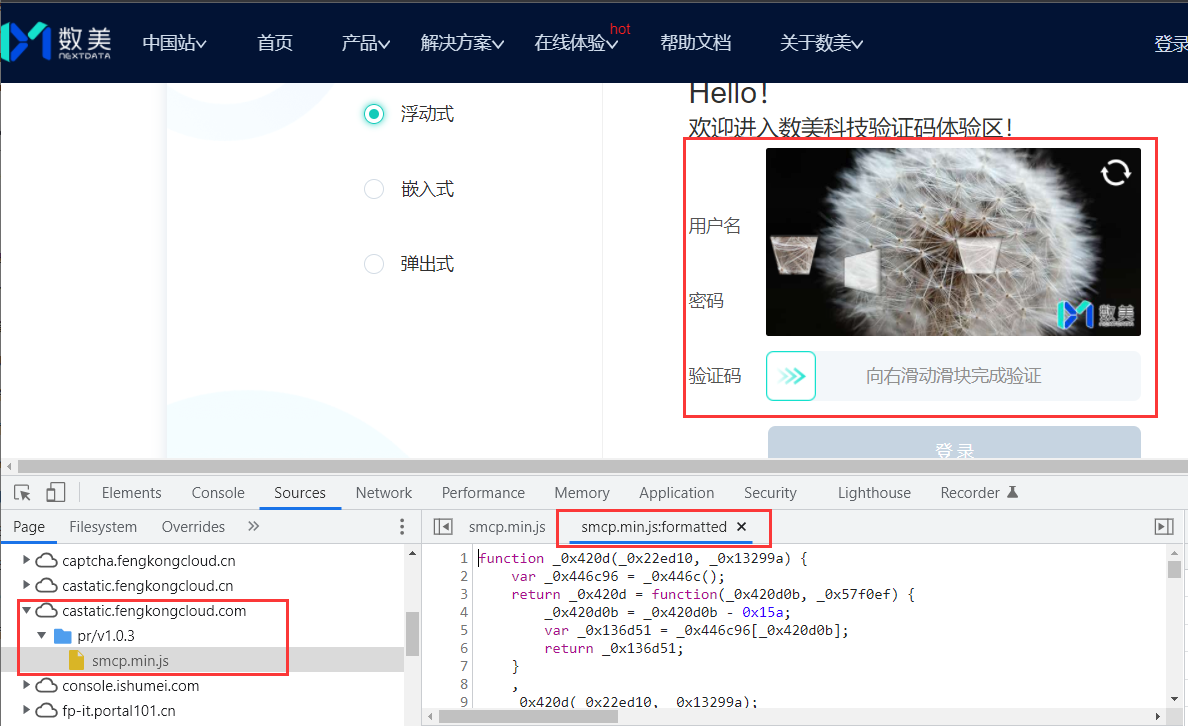 数美
NEXTDATA
中国站
首页
产品
解决方案
在线体验
hot
帮助文档
关于数美
登录
浮动式
嵌入式
弹出式
Hello!
欢迎进入数美科技验证码体验区!
用户名
密码
验证码
数美
向右滑动滑块完成验证
登录
Elements Console Sources Network Performance Memory Application Security Lighthouse Recorder
Page Filesystem Overrides
captcha.fengkongcloud.cn
castatic.fengkongcloud.cn
castatic.fengkongcloud.com
pr/v1.0.3
smcp.min.js
console.ishumei.com
fp-it.portal101.cn
smcp.min.js smcp.min.js:formatted ×
1 function _0x420d(_0x22ed10, _0x13299a) {
2 var _0x446c96 = _0x446c();
3 return _0x420d = function(_0x420d0b, _0x57f0ef) {
4 _0x420d0b = _0x420d0b - 0x15a;
5 var _0x136d51 = _0x446c96[_0x420d0b];
6 return _0x136d51;
7 }
8 ,
9 _0x420d(_0x22ed10, _0x13299a);